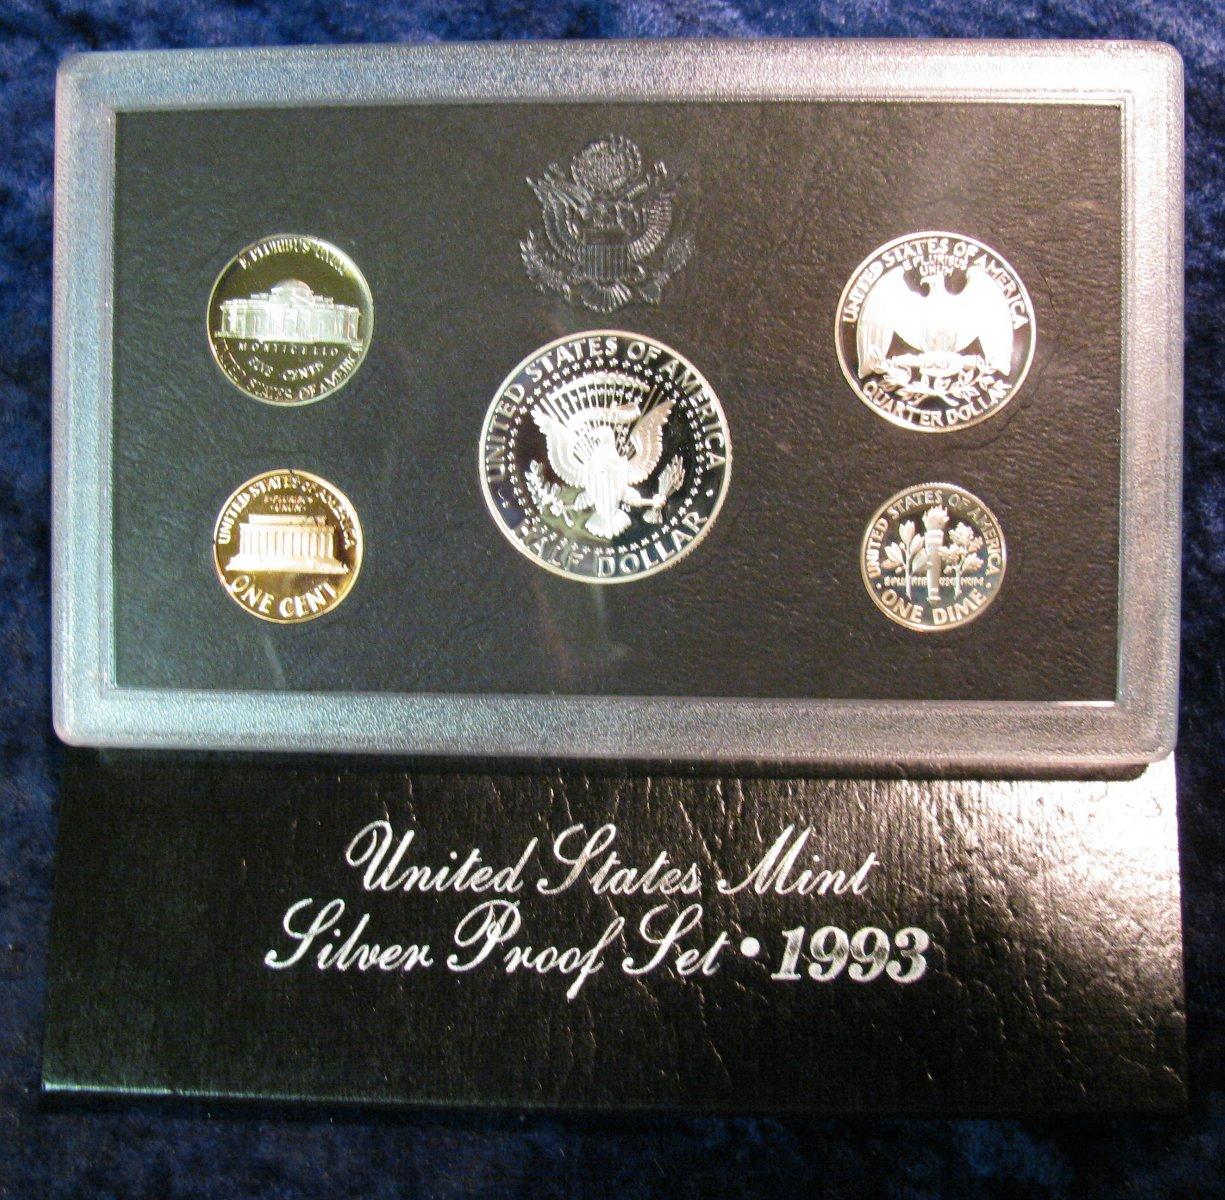 E PLURIBUS UNUM
MONTICELLO
FIVE CENTS
UNITED STATES OF AMERICA
UNITED STATES OF AMERICA
E PLURIBUS
UNUM
ONE CENT
UNITED STATES OF AMERICA
HALF DOLLAR
UNITED STATES OF AMERICA
E PLURIBUS
UNUM
QUARTER DOLLAR
UNITED STATES OF AMERICA
E PLURIBUS UNUM
ONE DIME
United States Mint
Silver Proof Set • 1993